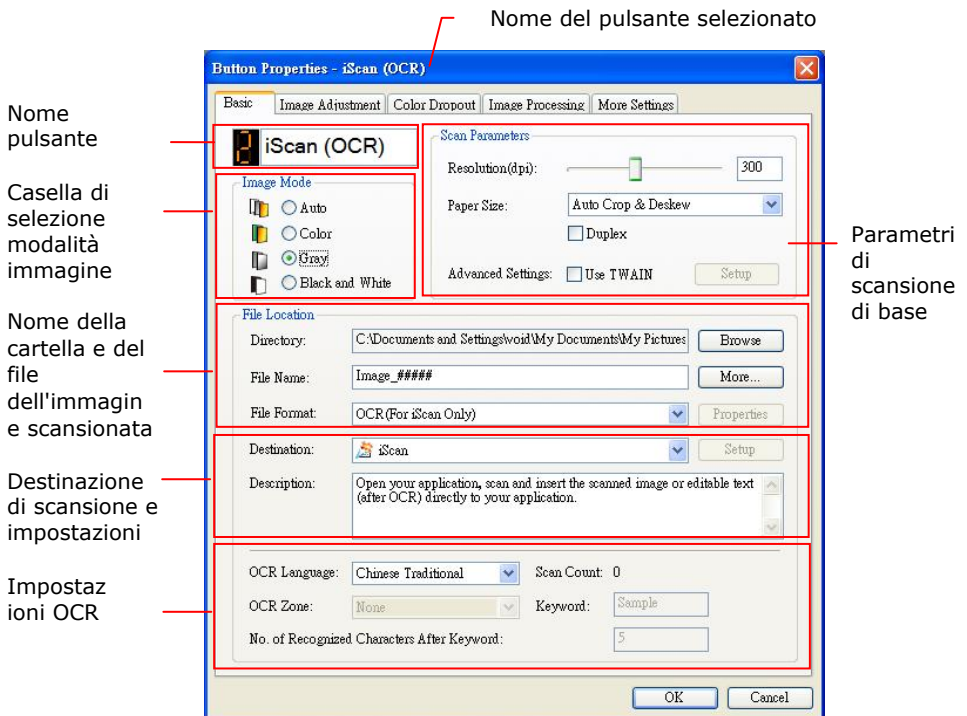 Nome del pulsante selezionato
Button Properties - iScan (OCR)
Basic Image Adjustment Color Dropout Image Processing More Settings
Nome
pulsante
2 iScan (OCR)
Casella di
selezione
modalità
immagine
Image Mode
Auto
Color
Gray
Black and White
Scan Parameters
Resolution(dpi): 300
Paper Size: Auto Crop & Deskew
Duplex
Advanced Settings: Use TWAIN Setup
Parametri
di
scansione
di base
Nome della
cartella e del
file
dell'immagin
e scansionata
File Location
Directory: C:\Documents and Settings\void\My Documents\My Pictures Browse
File Name: Image_##### More...
File Format: OCR(For iScan Only) Properties
Destinazione
di scansione e
impostazioni
Destination: iScan Setup
Description: Open your application, scan and insert the scanned image or editable text
(after OCR) directly to your application.
Impostaz
ioni OCR
OCR Language: Chinese Traditional Scan Count: 0
OCR Zone: None Keyword: Sample
No. of Recognized Characters After Keyword: 5
OK Cancel